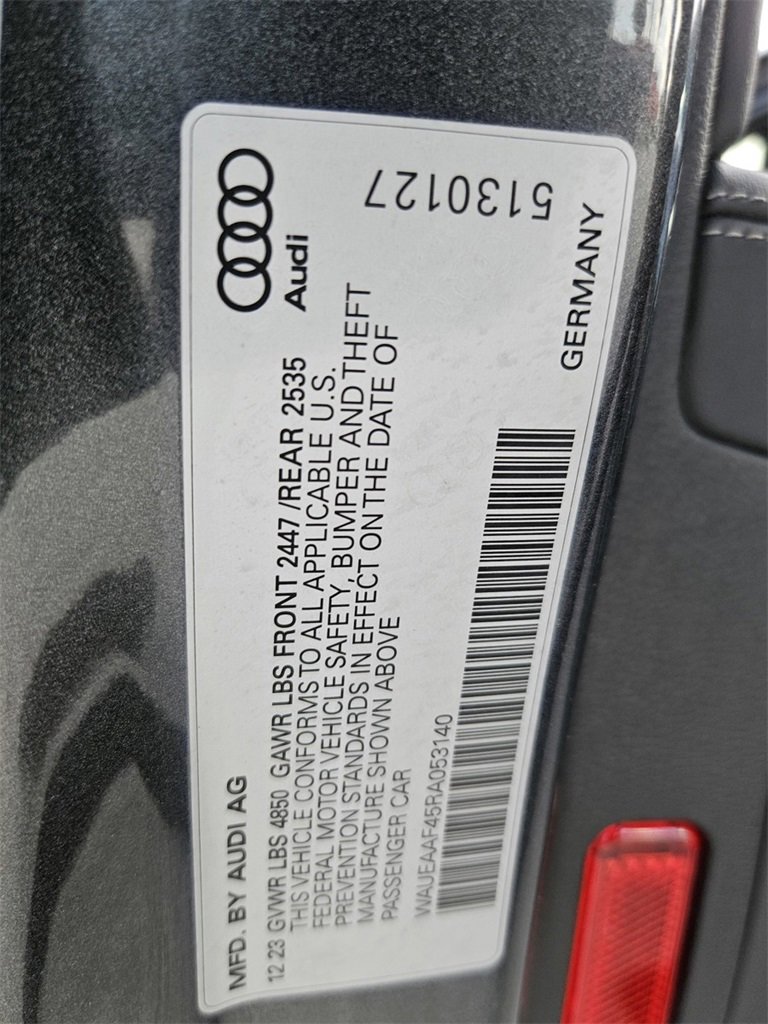 MFD. BY AUDI AG
Audi
12 23 GVWR LBS 4850 GAWR LBS FRONT 2447 /REAR 2535
THIS VEHICLE CONFORMS TO ALL APPLICABLE U.S.
FEDERAL MOTOR VEHICLE SAFETY, BUMPER AND THEFT
PREVENTION STANDARDS IN EFFECT ON THE DATE OF
MANUFACTURE SHOWN ABOVE
PASSENGER CAR
WAUEAAF45RA053140
GERMANY
5130127